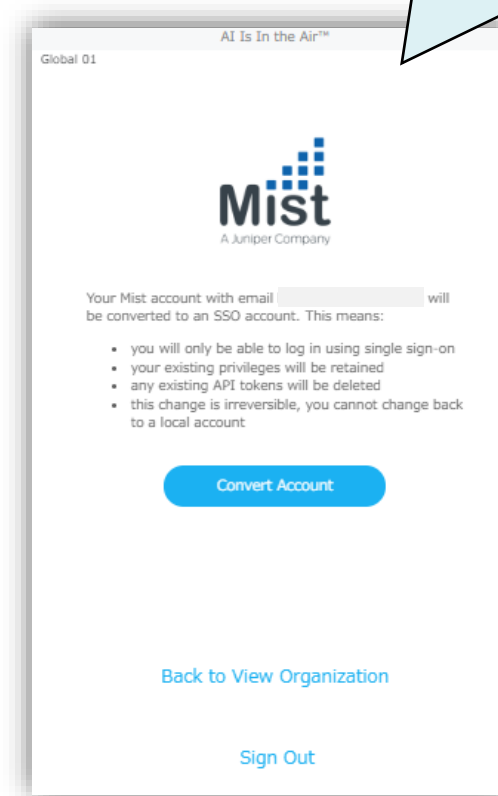 AI Is In the Air™
Global 01
Mist
A Juniper Company
Your Mist account with email will
be converted to an SSO account. This means:
• you will only be able to log in using single sign-on
• your existing privileges will be retained
• any existing API tokens will be deleted
• this change is irreversible, you cannot change back
to a local account
Convert Account
Back to View Organization
Sign Out